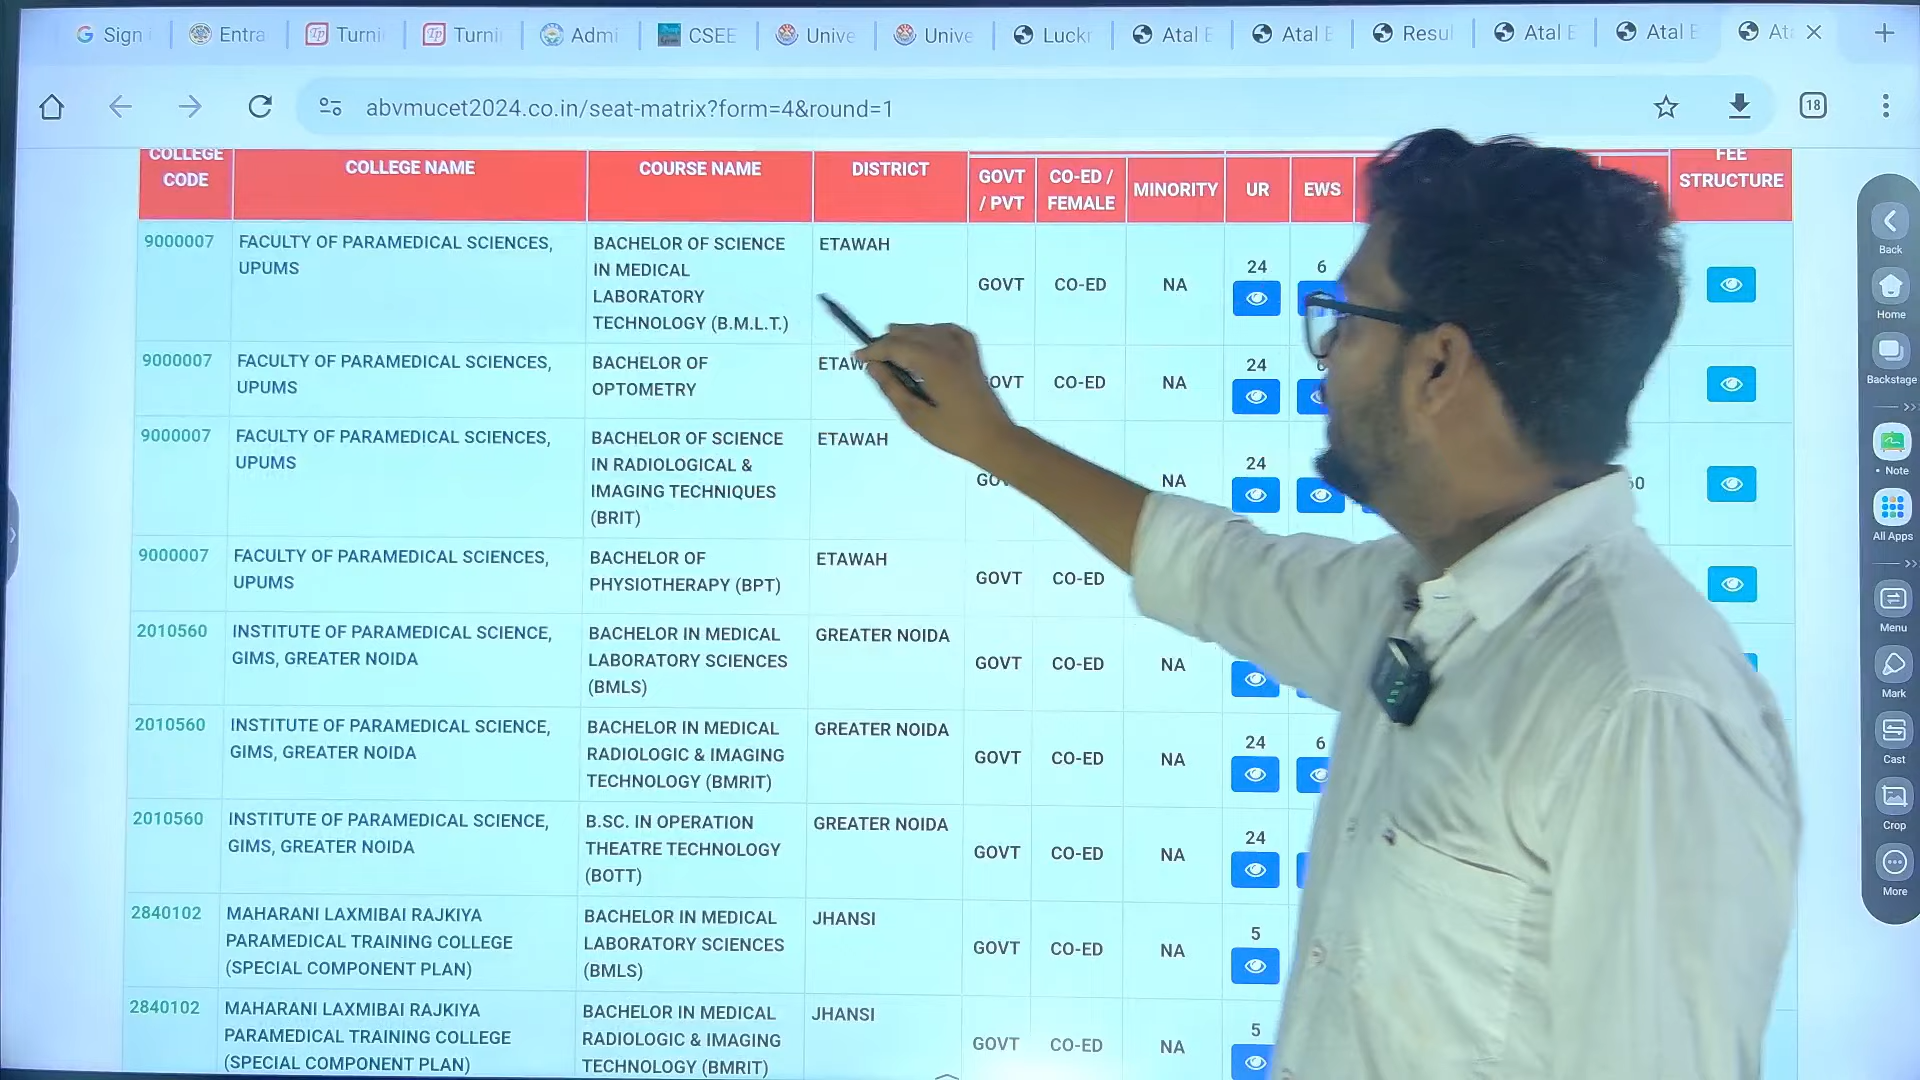 Sign
Entra
Turni
Turni
Admi
CSEE
Unive
Unive
Luck
Atal E
Atal E
Resul
Atal E
Atal E
At
abvmucet2024.co.in/seat-matrix?form=4&round=1
18
COLLEGE CODE
COLLEGE NAME
COURSE NAME
DISTRICT
GOVT / PVT
CO-ED / FEMALE
MINORITY
UR
EWS
FEE STRUCTURE
9000007
FACULTY OF PARAMEDICAL SCIENCES,
UPUMS
BACHELOR OF SCIENCE
IN MEDICAL
LABORATORY
TECHNOLOGY (B.M.L.T.)
ETAWAH
GOVT
CO-ED
NA
24
6
9000007
FACULTY OF PARAMEDICAL SCIENCES,
UPUMS
BACHELOR OF
OPTOMETRY
ETAW
OVT
CO-ED
NA
24
9000007
FACULTY OF PARAMEDICAL SCIENCES,
UPUMS
BACHELOR OF SCIENCE
IN RADIOLOGICAL &
IMAGING TECHNIQUES
(BRIT)
ETAWAH
GO
NA
24
9000007
FACULTY OF PARAMEDICAL SCIENCES,
UPUMS
BACHELOR OF
PHYSIOTHERAPY (BPT)
ETAWAH
GOVT
CO-ED
2010560
INSTITUTE OF PARAMEDICAL SCIENCE,
GIMS, GREATER NOIDA
BACHELOR IN MEDICAL
LABORATORY SCIENCES
(BMLS)
GREATER NOIDA
GOVT
CO-ED
NA
2010560
INSTITUTE OF PARAMEDICAL SCIENCE,
GIMS, GREATER NOIDA
BACHELOR IN MEDICAL
RADIOLOGIC & IMAGING
TECHNOLOGY (BMRIT)
GREATER NOIDA
GOVT
CO-ED
NA
24
6
2010560
INSTITUTE OF PARAMEDICAL SCIENCE,
GIMS, GREATER NOIDA
B.SC. IN OPERATION
THEATRE TECHNOLOGY
(BOTT)
GREATER NOIDA
GOVT
CO-ED
NA
24
2840102
MAHARANI LAXMIBAI RAJKIYA
PARAMEDICAL TRAINING COLLEGE
(SPECIAL COMPONENT PLAN)
BACHELOR IN MEDICAL
LABORATORY SCIENCES
(BMLS)
JHANSI
GOVT
CO-ED
NA
5
2840102
MAHARANI LAXMIBAI RAJKIYA
PARAMEDICAL TRAINING COLLEGE
(SPECIAL COMPONENT PLAN)
BACHELOR IN MEDICAL
RADIOLOGIC & IMAGING
TECHNOLOGY (BMRIT)
JHANSI
GOVT
CO-ED
NA
5
Back
Home
Backstage
Note
All Apps
Menu
Mark
Cast
Crop
More